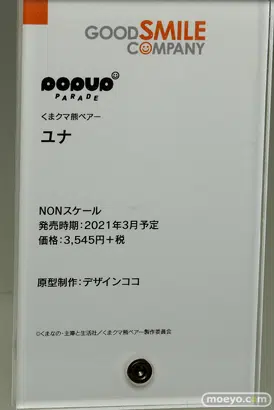 GOODSMILE
COMPANY
POPUP®
PARADE
くまクマ熊ベアー
ユナ
NONスケール
発売時期:2021年3月予定
価格:3,545円+税
原型制作:デザインココ
©くまなの・主婦と生活社/くまクマ熊ベアー製作委員会
moeyo.com